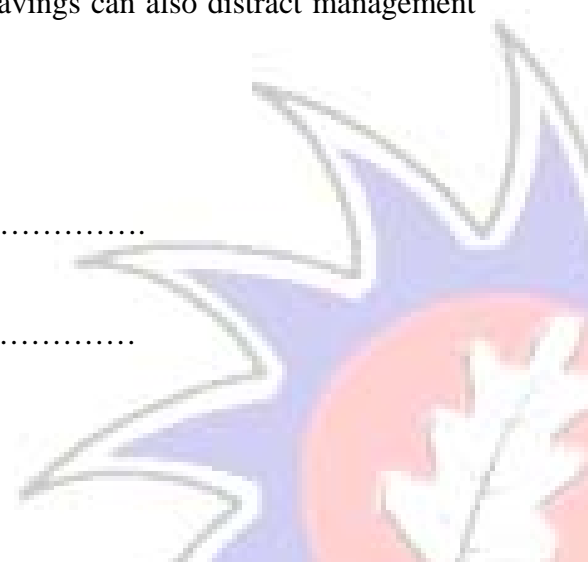 avings can also distract management
…………..
………….